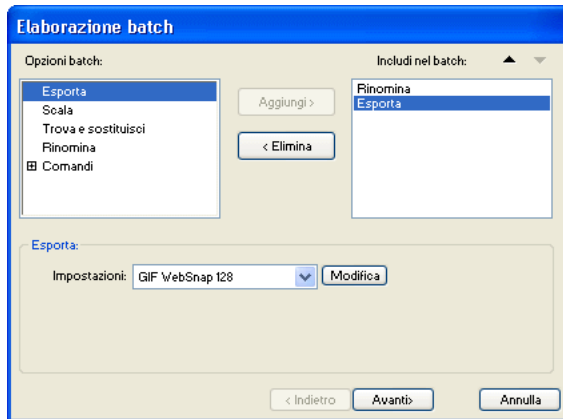 Elaborazione batch
Opzioni batch:
Includi nel batch:
Esporta
Scala
Trova e sostituisci
Rinomina
Comandi
Aggiungi >
< Elimina
Rinomina
Esporta
Esporta:
Impostazioni: GIF WebSnap 128 Modifica
< Indietro Avanti> Annulla